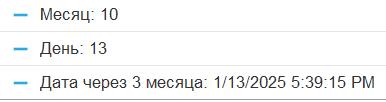 Месяц: 10
День: 13
Дата через 3 месяца: 1/13/2025 5:39:15 PM